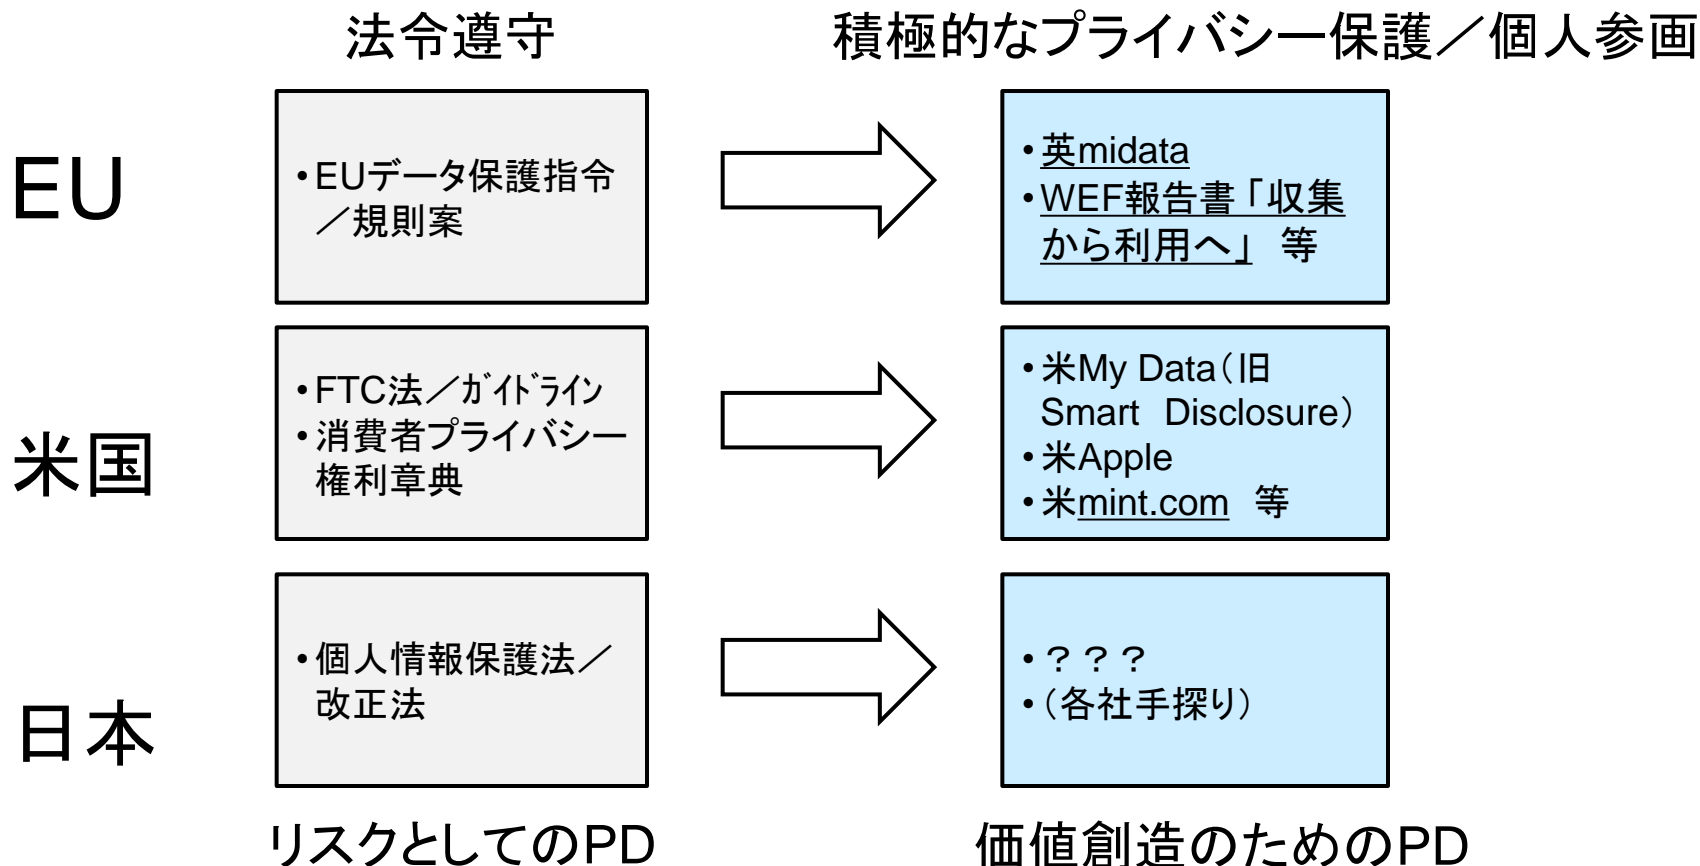 法令遵守
積極的なプライバシー保護／個人参画
EU
・EUデータ保護指令
／規則案
・英midata
・WEF報告書「収集
から利用へ」 等
米国
・FTC法／ｶﾞｲﾄﾞﾗｲﾝ
・消費者プライバシー
権利章典
・米My Data（旧
Smart Disclosure）
・米Apple
・米mint.com 等
日本
・個人情報保護法／
改正法
・？？？
・（各社手探り）
リスクとしてのPD
価値創造のためのPD